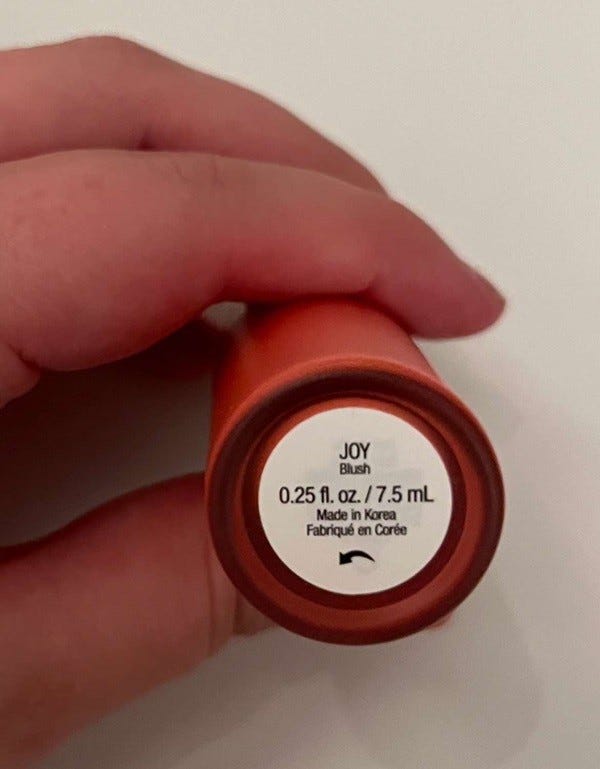 JOY
Blush
0.25 fl. oz. / 7.5 mL
Made in Korea
Fabriqué en Corée